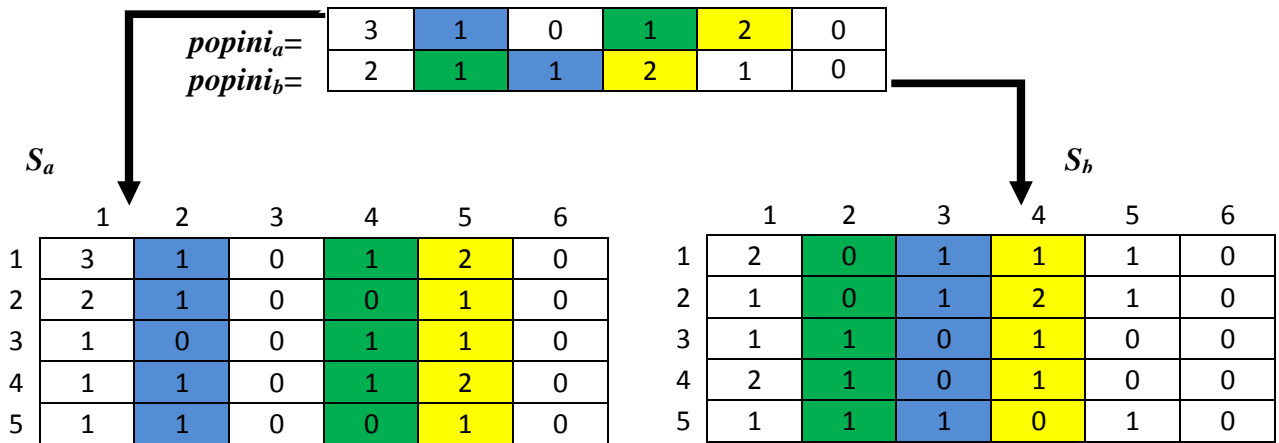 popiniₐ= 3 1 0 1 2 0
popini_b= 2 1 1 2 1 0
Sₐ S_b
1 2 3 4 5 6 1 2 3 4 5 6
1 3 1 0 1 2 0 1 2 0 1 1 1 0
2 2 1 0 0 1 0 2 1 0 1 2 1 0
3 1 0 0 1 1 0 3 1 1 0 1 0 0
4 1 1 0 1 2 0 4 2 1 0 1 0 0
5 1 1 0 0 1 0 5 1 1 1 0 1 0